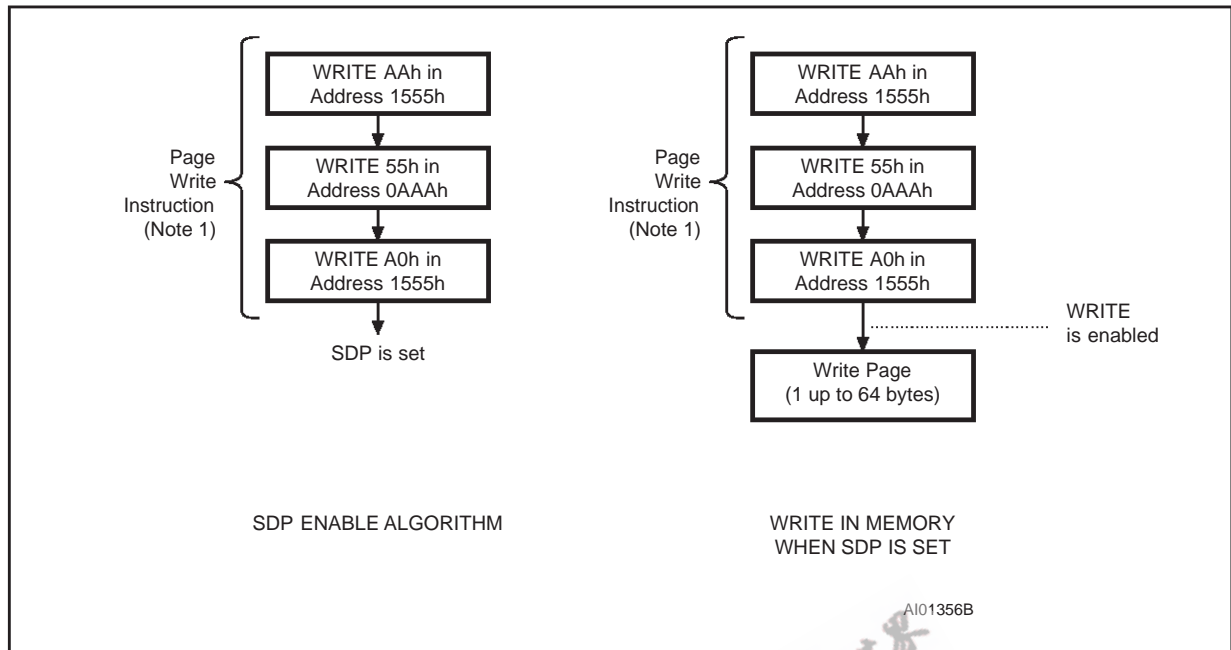 Page
Write
Instruction
(Note 1)
WRITE AAh in
Address 1555h
WRITE 55h in
Address 0AAAh
WRITE A0h in
Address 1555h
SDP is set
SDP ENABLE ALGORITHM
Page
Write
Instruction
(Note 1)
WRITE AAh in
Address 1555h
WRITE 55h in
Address 0AAAh
WRITE A0h in
Address 1555h
WRITE
is enabled
Write Page
(1 up to 64 bytes)
WRITE IN MEMORY
WHEN SDP IS SET
AI01356B